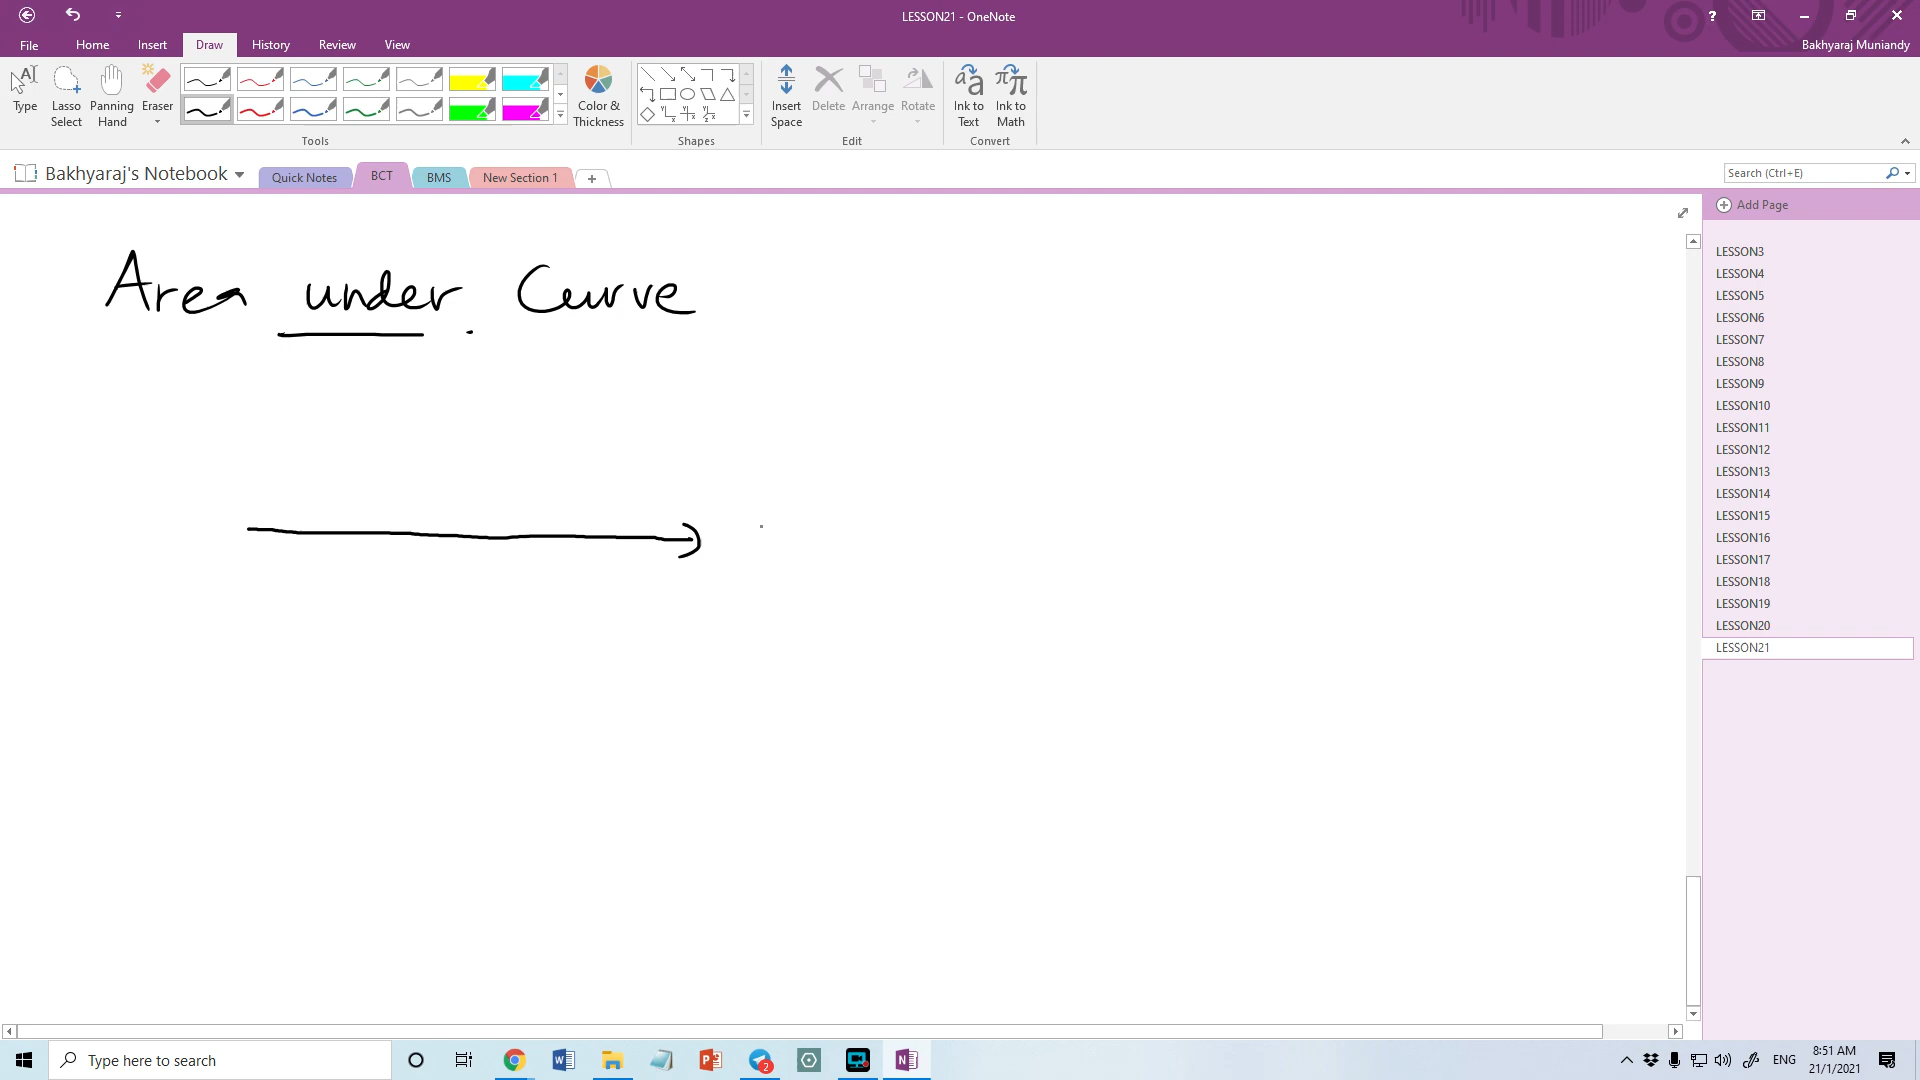 LESSON21 - OneNote
File Home Insert Draw History Review View
Bakhyaraj Muniandy
Type
Lasso Select
Panning Hand
Eraser
Color & Thickness
Insert Space
Delete
Arrange
Rotate
Ink to Text
Ink to Math
Tools
Shapes
Edit
Convert
Bakhyaraj's Notebook
Quick Notes
BCT
BMS
New Section 1
Search (Ctrl+E)
Add Page
Area under Curve
LESSON3
LESSON4
LESSON5
LESSON6
LESSON7
LESSON8
LESSON9
LESSON10
LESSON11
LESSON12
LESSON13
LESSON14
LESSON15
LESSON16
LESSON17
LESSON18
LESSON19
LESSON20
LESSON21
Type here to search
2
ENG
8:51 AM
21/1/2021